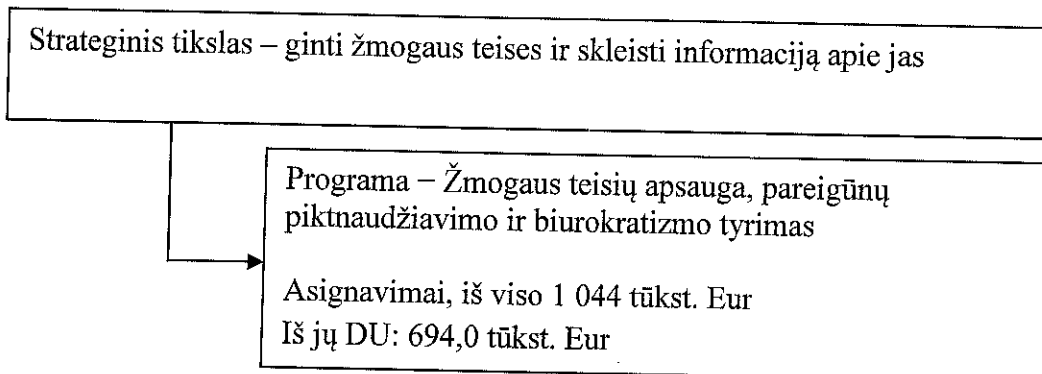 Strateginis tikslas – ginti žmogaus teises ir skleisti informaciją apie jas
Programa – Žmogaus teisių apsauga, pareigūnų
piktnaudžiavimo ir biurokratizmo tyrimas
Asignavimai, iš viso 1 044 tūkst. Eur
Iš jų DU: 694,0 tūkst. Eur